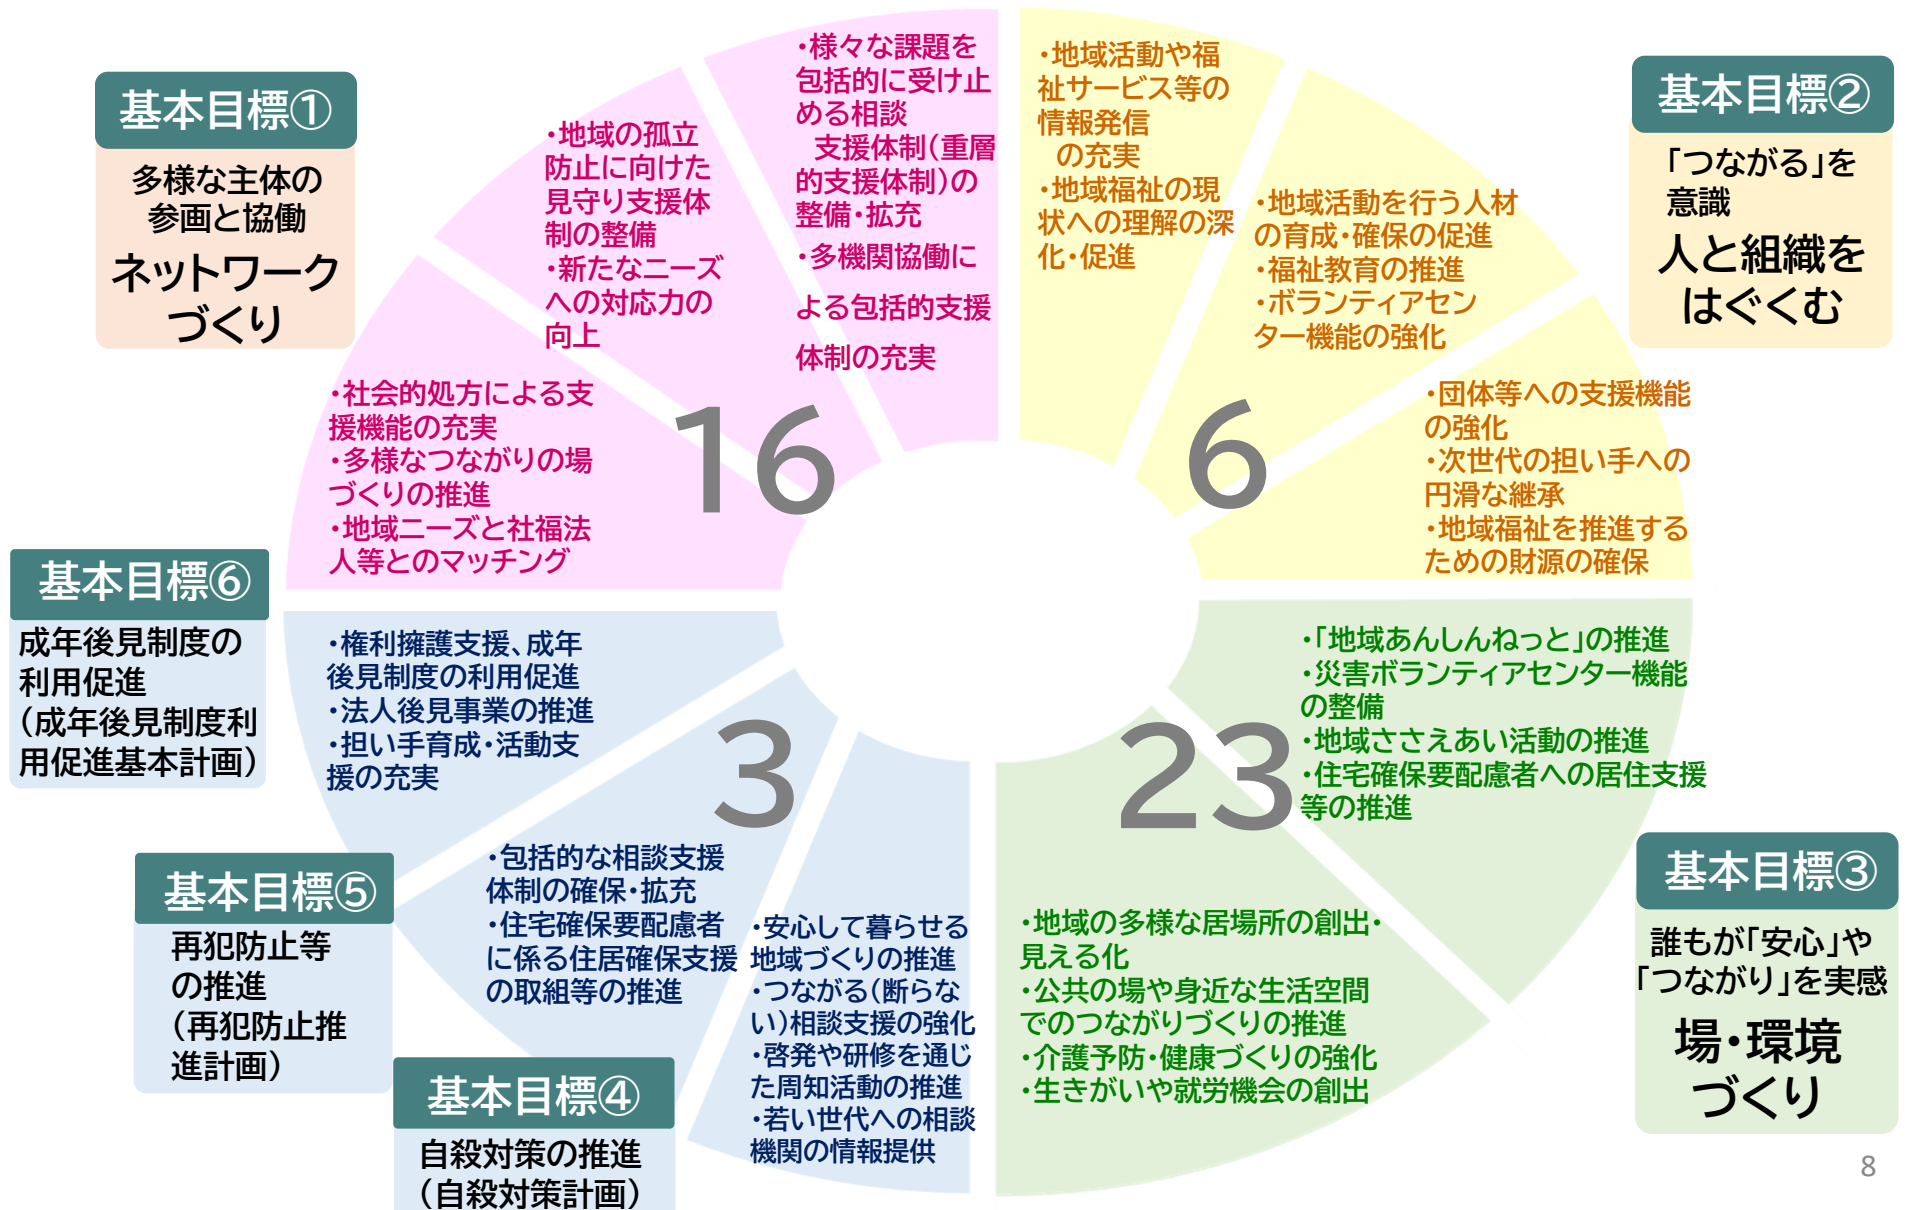 基本目標①
多様な主体の
参画と協働
ネットワーク
づくり
・社会的処方による支
援機能の充実
・多様なつながりの場
づくりの推進
・地域ニーズと社福法
人等とのマッチング
・地域の孤立
防止に向けた
見守り支援体
制の整備
・新たなニーズ
への対応力の
向上
・様々な課題を
包括的に受け止
める相談
支援体制(重層
的支援体制)の
整備・拡充
・多機関協働に
よる包括的支援
体制の充実
16
基本目標②
「つながる」を
意識
人と組織を
はぐくむ
・地域活動や福
祉サービス等の
情報発信
の充実
・地域福祉の現
状への理解の深
化・促進
・地域活動を行う人材
の育成・確保の促進
・福祉教育の推進
・ボランティアセン
ター機能の強化
・団体等への支援機能
の強化
・次世代の担い手への
円滑な継承
・地域福祉を推進する
ための財源の確保
6
・「地域あんしんねっと」の推進
・災害ボランティアセンター機能
の整備
・地域ささえあい活動の推進
・住宅確保要配慮者への居住支援
等の推進
23
基本目標③
誰もが「安心」や
「つながり」を実感
場・環境
づくり
・地域の多様な居場所の創出・
見える化
・公共の場や身近な生活空間
でのつながりづくりの推進
・介護予防・健康づくりの強化
・生きがいや就労機会の創出
基本目標⑥
成年後見制度の
利用促進
(成年後見制度利
用促進基本計画)
・権利擁護支援、成年
後見制度の利用促進
・法人後見事業の推進
・担い手育成・活動支
援の充実
3
基本目標⑤
再犯防止等
の推進
(再犯防止推
進計画)
・包括的な相談支援
体制の確保・拡充
・住宅確保要配慮者
に係る住居確保支援
の取組等の推進
基本目標④
自殺対策の推進
(自殺対策計画)
・安心して暮らせる
地域づくりの推進
・つながる(断らな
い)相談支援の強化
・啓発や研修を通じ
た周知活動の推進
・若い世代への相談
機関の情報提供
8